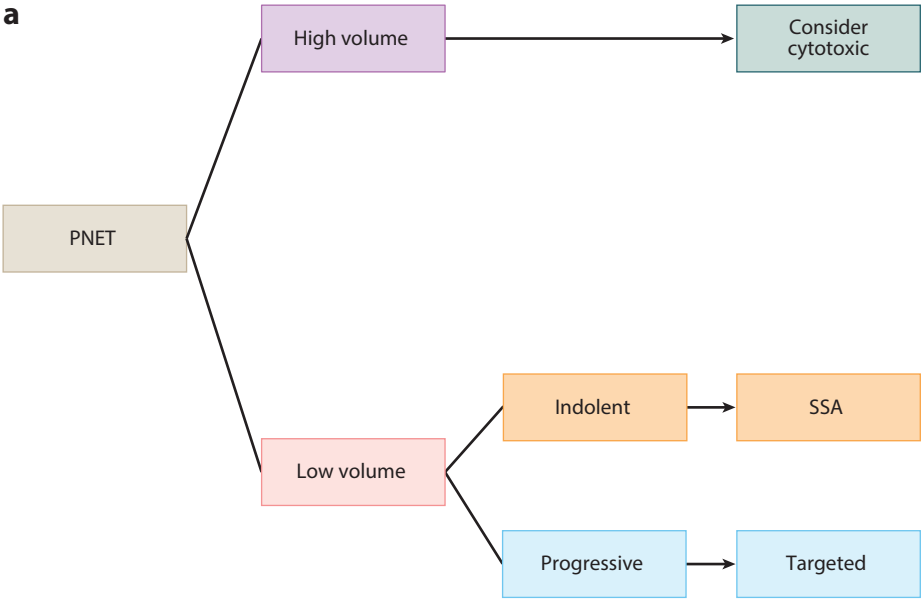 a
High volume
Consider
cytotoxic
PNET
Indolent
SSA
Low volume
Progressive
Targeted